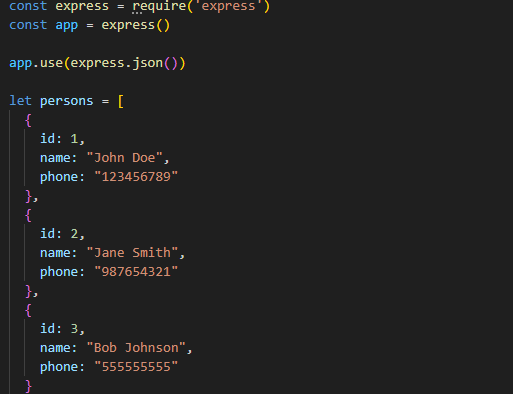 const express = require('express')
const app = express()
app.use(express.json())
let persons = [
{
id: 1,
name: "John Doe",
phone: "123456789"
},
{
id: 2,
name: "Jane Smith",
phone: "987654321"
},
{
id: 3,
name: "Bob Johnson",
phone: "555555555"
}